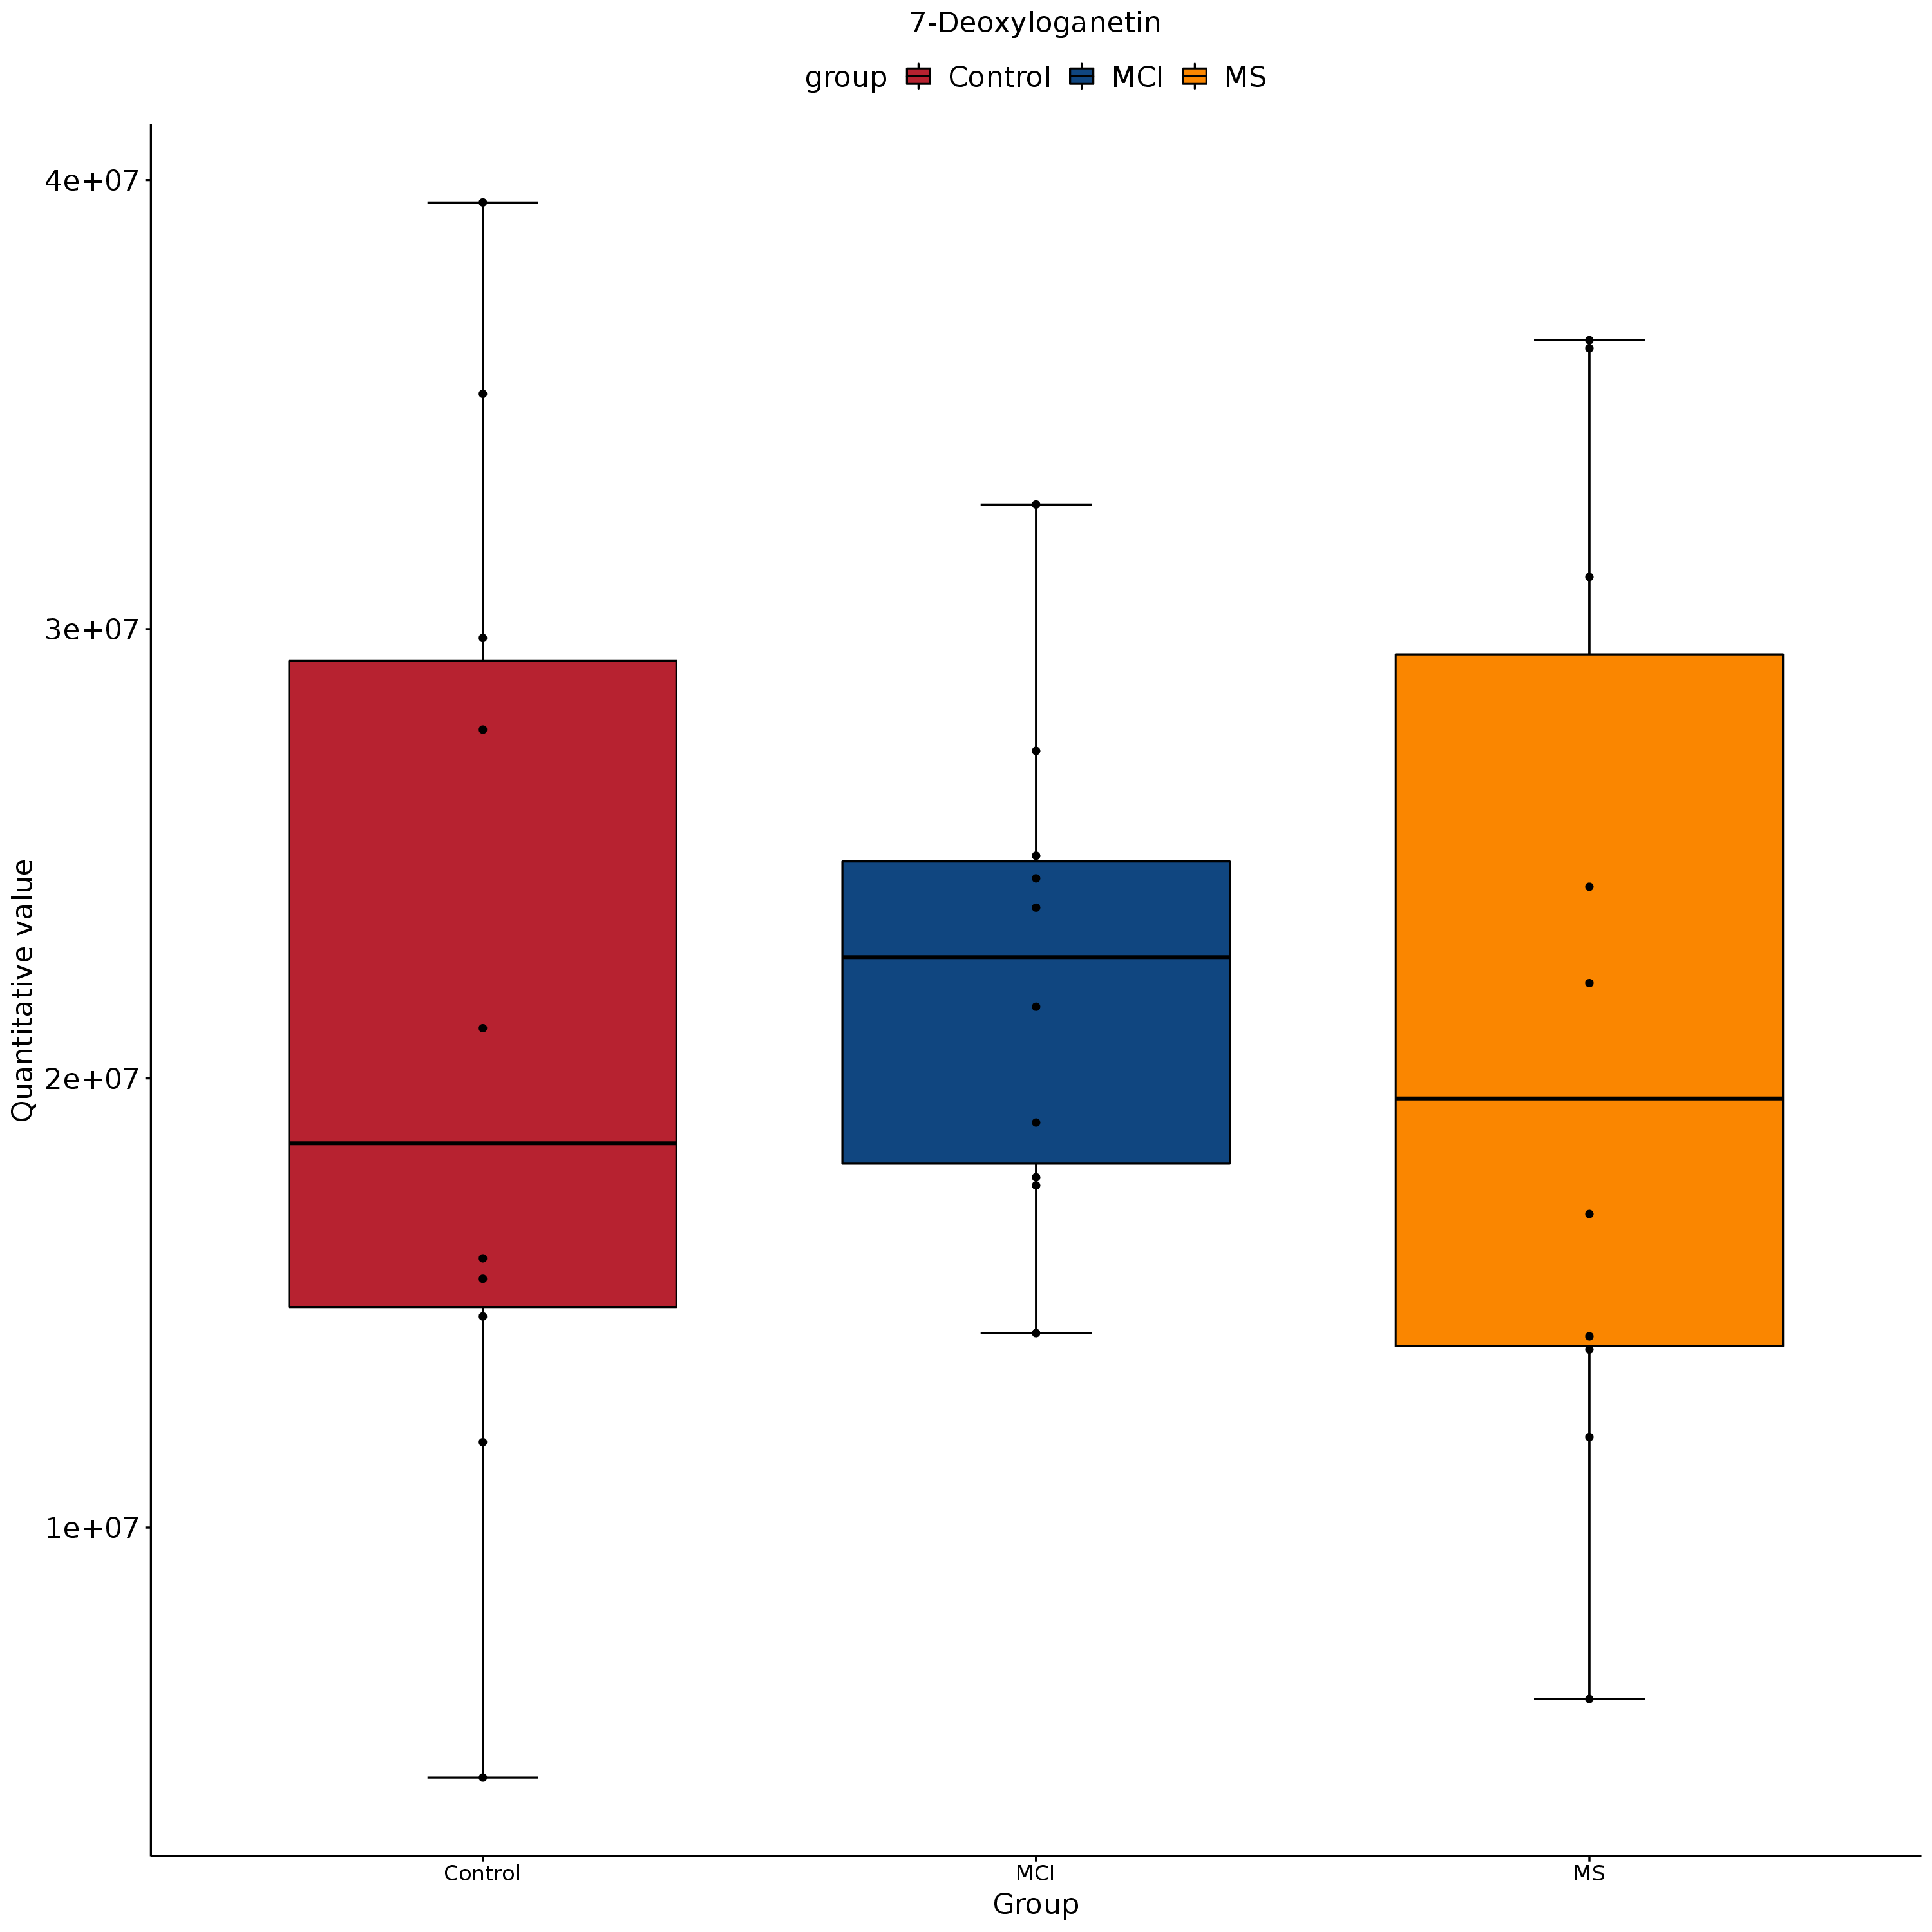 7-Deoxyloganetin
group Control MCI MS
4e+07
3e+07
2e+07
1e+07
Quantitative value
Control MCI MS
Group